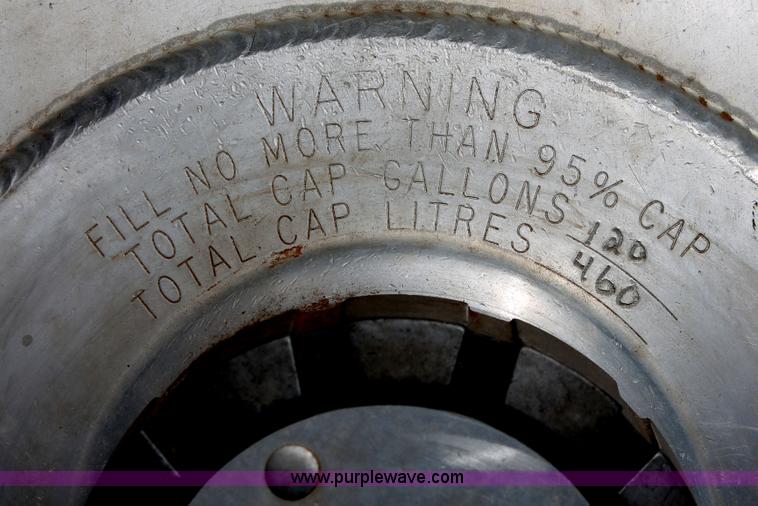 WARNING
FILL NO MORE THAN 95% CAP
TOTAL CAP GALLONS 120
TOTAL CAP LITRES 460
www.purplewave.com